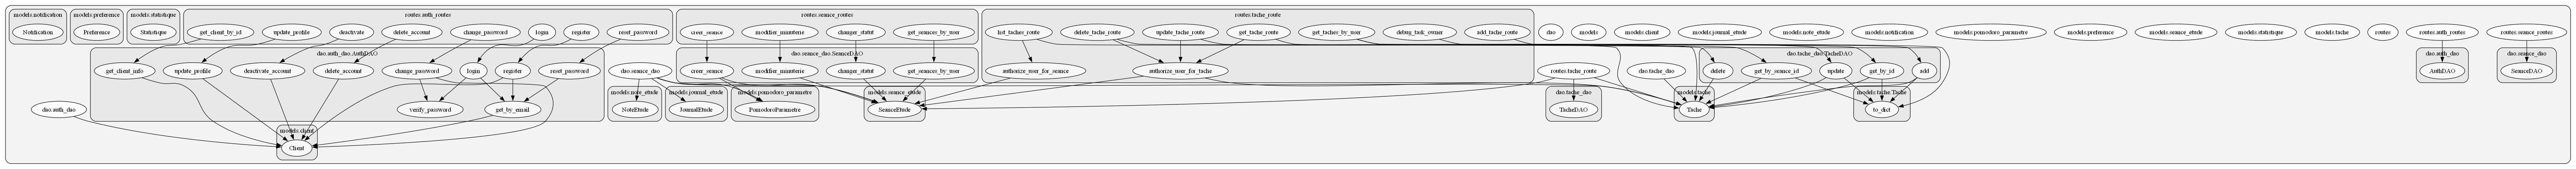 models.notification
Notification
models.preference
Preference
models.statistique
Statistique
routes.auth_routes
get_client_by_id
update_profile
deactivate
delete_account
change_password
login
register
reset_password
routes.seance_routes
creer_seance
modifier_minuterie
changer_statut
get_seances_by_user
routes.tache_route
list_taches_route
delete_tache_route
update_tache_route
get_tache_route
get_taches_by_user
debug_task_owner
add_tache_route
dao
models
models.client
models.journal_etude
models.note_etude
models.notification
models.pomodoro_parametre
models.preference
models.seance_etude
models.statistique
models.tache
routes
routes.auth_routes
routes.seance_routes
dao.auth_dao.AuthDAO
get_client_info
update_profile
deactivate_account
delete_account
change_password
login
register
reset_password
dao.seance_dao
dao.seance_dao.SeanceDAO
creer_seance
modifier_minuterie
changer_statut
get_seances_by_user
authorize_user_for_seance
authorize_user_for_tache
routes.tache_route
dao.tache_dao
dao.tache_dao.TacheDAO
delete
get_by_seance_id
update
get_by_id
add
dao.auth_dao
AuthDAO
dao.seance_dao
SeanceDAO
dao.auth_dao
verify_password
get_by_email
models.note_etude
NoteEtude
models.journal_etude
JournalEtude
models.pomodoro_parametre
PomodoroParametre
models.seance_etude
SeanceEtude
dao.tache_dao
TacheDAO
models.tache
Tache
models.tache.Tache
to_dict
models.client
Client